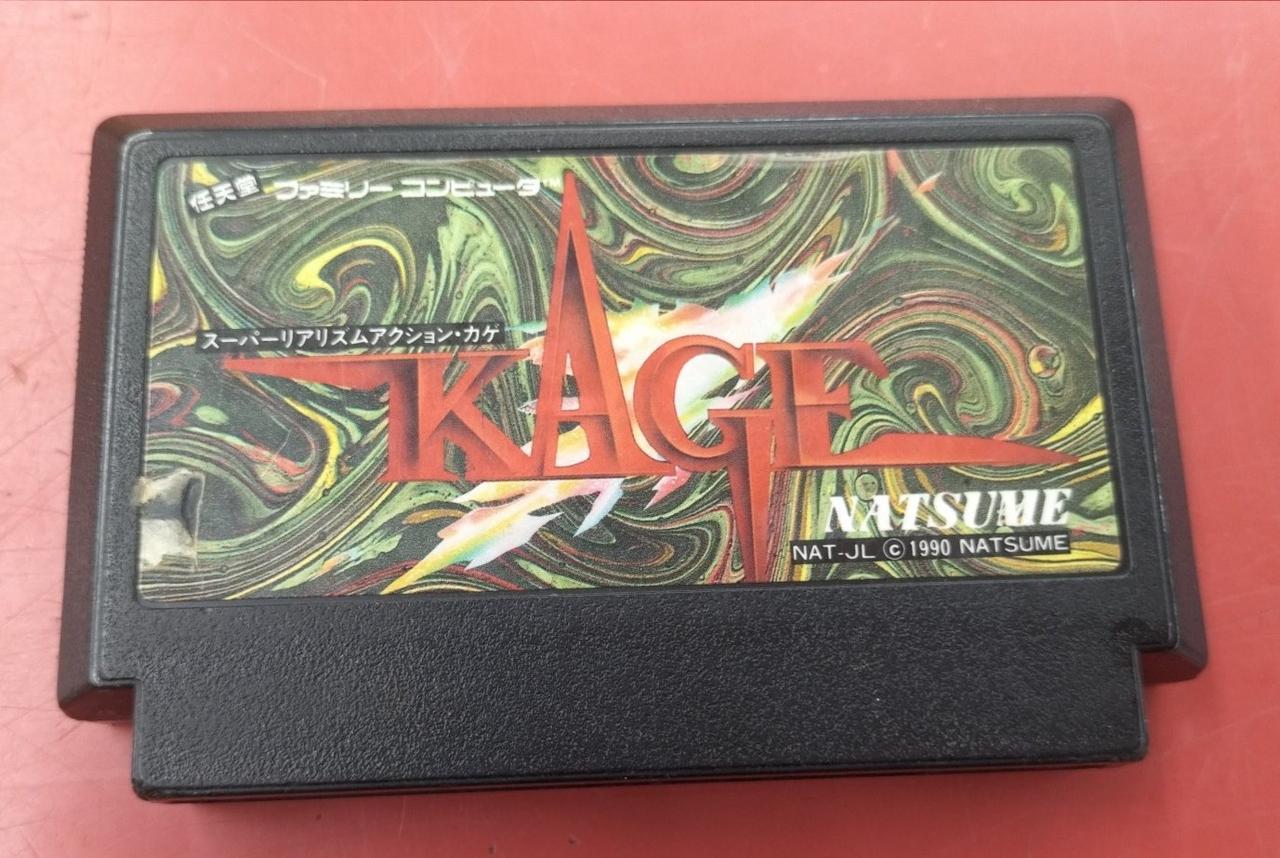 任天堂 ファミリー コンピュータ™
スーパーリアリズムアクション・カゲ
KAGE
NATSUME
NAT-JL ©1990 NATSUME